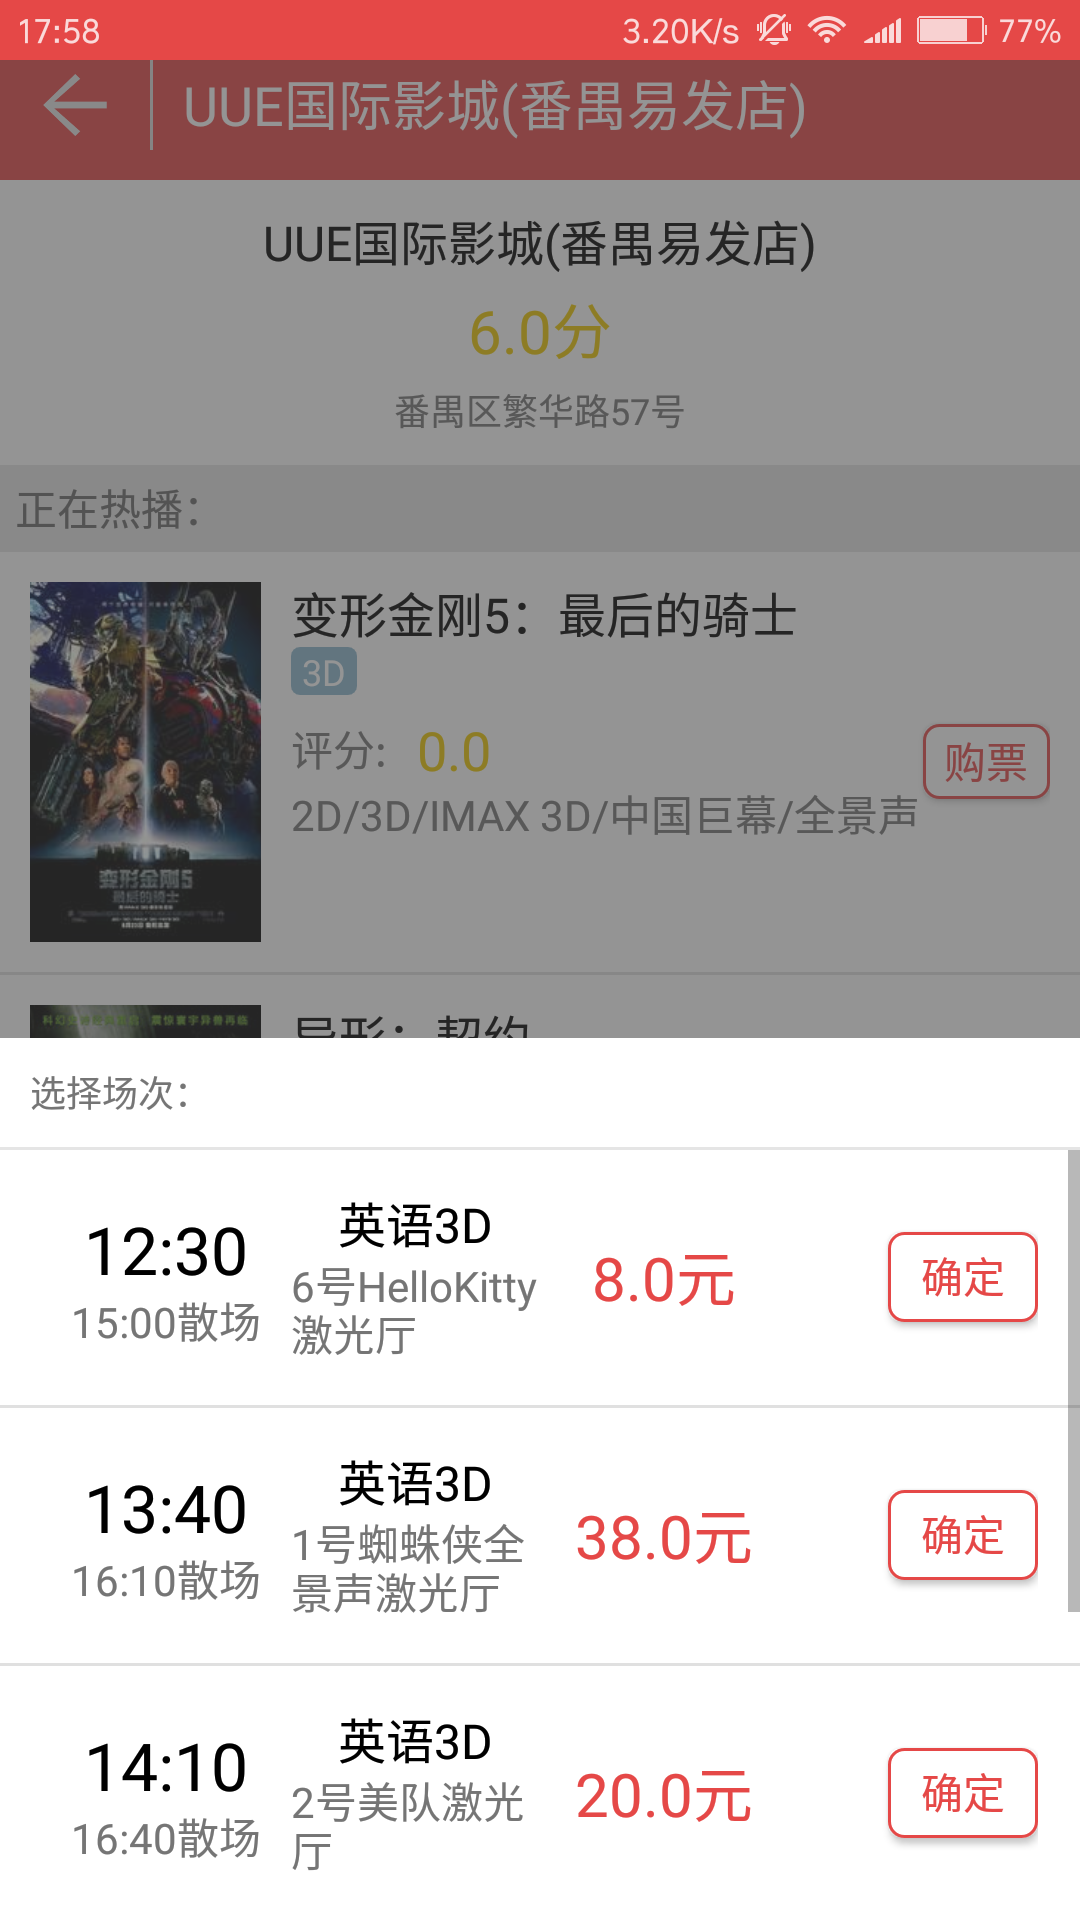 17:58
3.20K/s
77%
UUE国际影城(番禺易发店)
UUE国际影城(番禺易发店)
6.0分
番禺区繁华路57号
正在热播：
变形金刚5：最后的骑士
3D
评分： 0.0
购票
2D/3D/IMAX 3D/中国巨幕/全景声
变形金刚5
最后的骑士
异形：契约
选择场次：
12:30
15:00散场
英语3D
6号HelloKitty
激光厅
8.0元
确定
13:40
16:10散场
英语3D
1号蜘蛛侠全
景声激光厅
38.0元
确定
14:10
16:40散场
英语3D
2号美队激光
厅
20.0元
确定